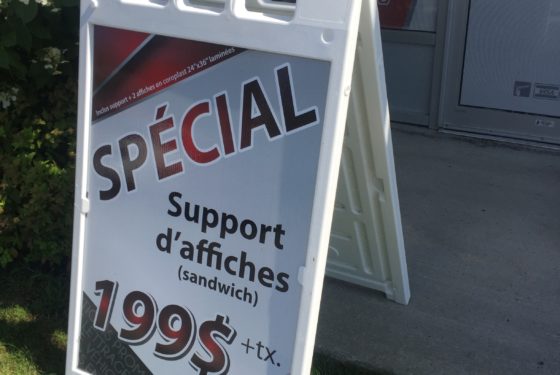 Inclus support + 2 affiches en coroplast 24"x36" laminées
SPÉCIAL
Support
d'affiches
(sandwich)
199$ +tx.